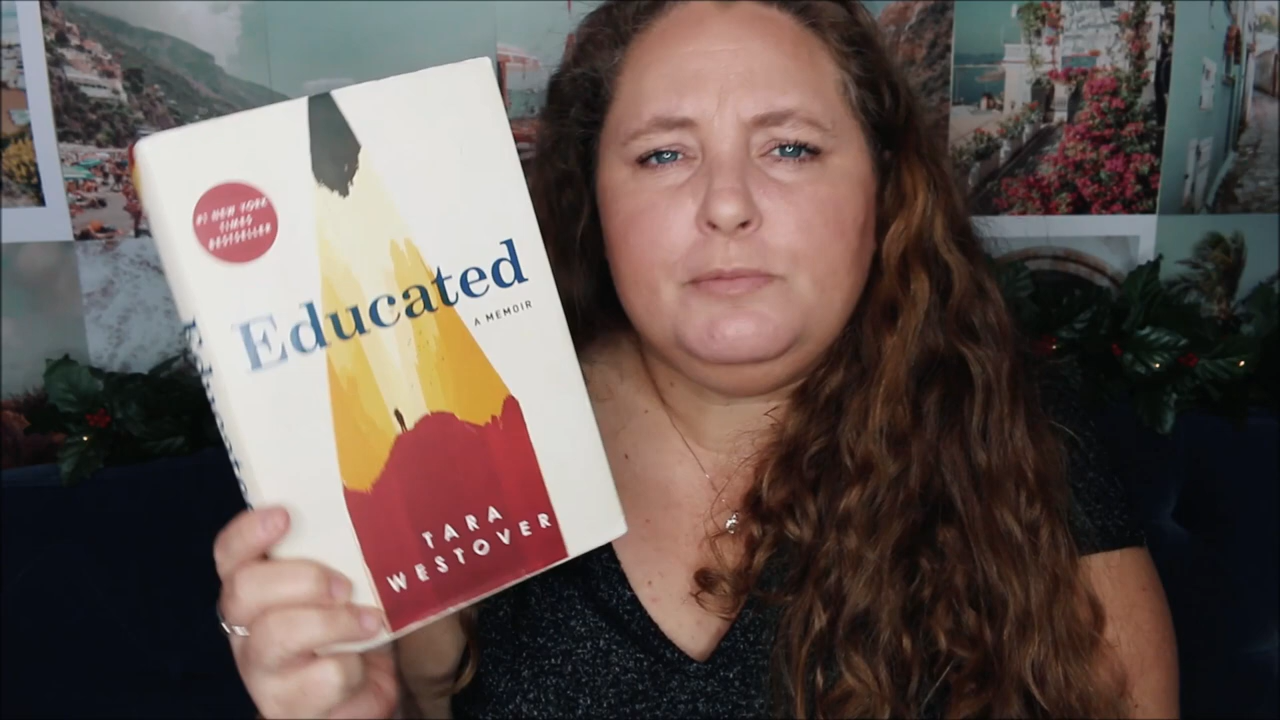 #1 NEW YORK
TIMES
BESTSELLER
Educated
A MEMOIR
TARA
WESTOVER